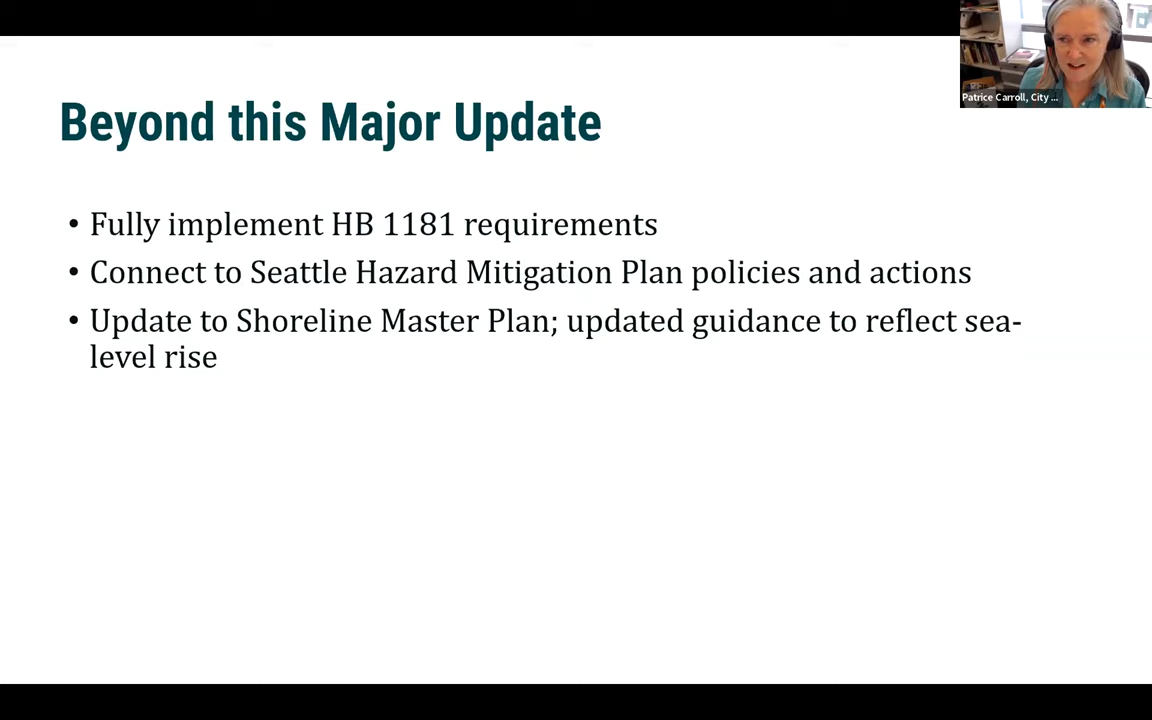 Beyond this Major Update
Patrice Carroll, City ...
• Fully implement HB 1181 requirements
• Connect to Seattle Hazard Mitigation Plan policies and actions
• Update to Shoreline Master Plan; updated guidance to reflect sea-
level rise